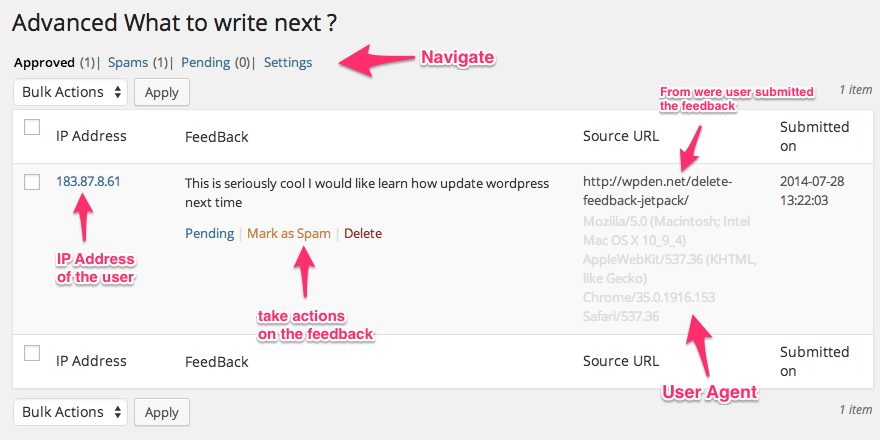 Advanced What to write next ?
Approved (1)| Spams (1)| Pending (0)| Settings
Navigate
Bulk Actions Apply
From were user submitted
the feedback
1 item
IP Address FeedBack Source URL Submitted
on
183.87.8.61
This is seriously cool I would like learn how update wordpress
next time
Pending | Mark as Spam | Delete
http://wpden.net/delete-
feedback-jetpack/
Mozilla/5.0 (Macintosh; Intel
Mac OS X 10_9_4)
AppleWebKit/537.36 (KHTML,
like Gecko)
Chrome/35.0.1916.153
Safari/537.36
2014-07-28
13:22:03
IP Address
of the user
take actions
on the feedback
IP Address FeedBack Source URL Submitted
on
User Agent
Bulk Actions Apply
1 item